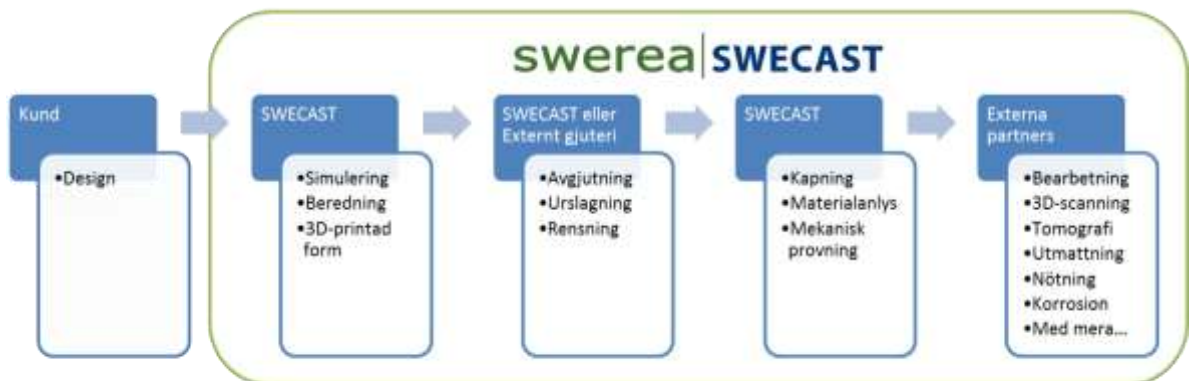 swerea|SWECAST
Kund
•Design
SWECAST
•Simulering
•Beredning
•3D-printad
form
SWECAST eller
Externt gjuteri
•Avgjutning
•Urslagning
•Rensning
SWECAST
•Kapning
•Materialanlys
•Mekanisk
provning
Externa
partners
•Bearbetning
•3D-scanning
•Tomografi
•Utmattning
•Nötning
•Korrosion
•Med mera...